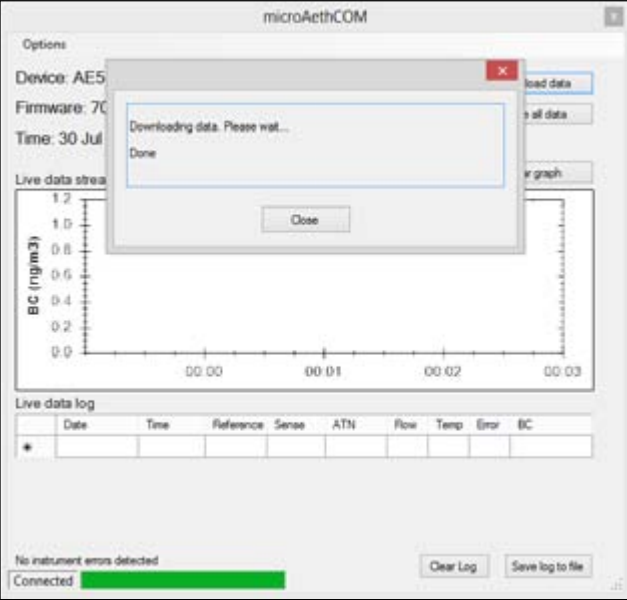 microAethCOM
x
Options
Device: AE5
Firmware: 70
Time: 30 Jul
load data
all data
graph
Downloading data. Please wait...
Done
Close
Live data strea
BC (ng/m3)
1.2
1.0
0.8
0.6
0.4
0.2
0.0
00:00 00:01 00:02 00:03
Live data log
Date Time Reference Sense ATN Flow Temp Error BC
No instrument errors detected
Connected
Clear Log Save log to file